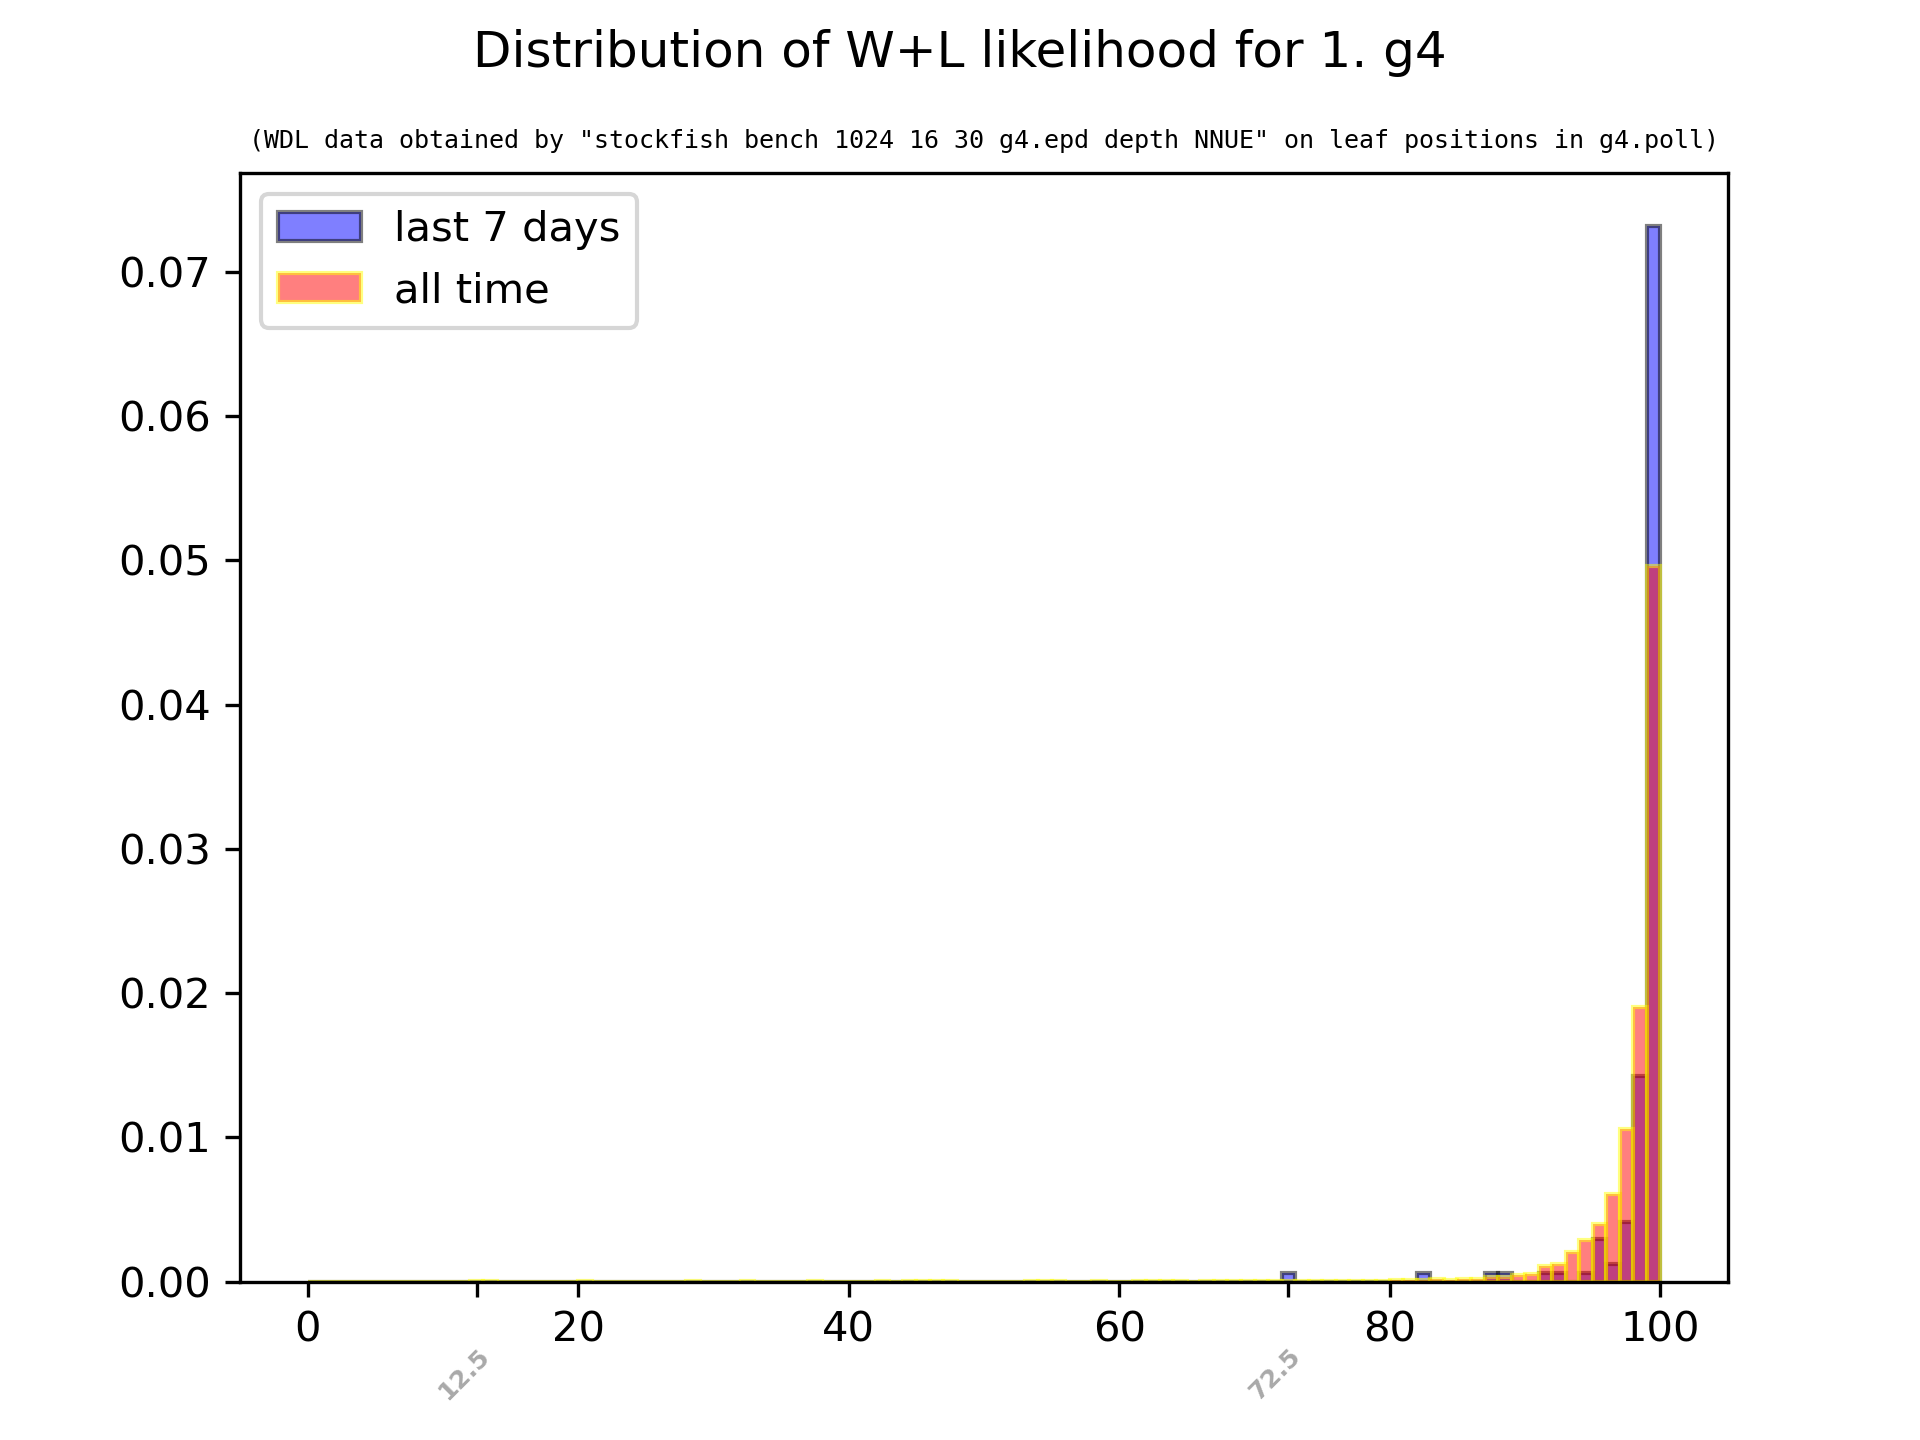 Distribution of W+L likelihood for 1. g4
(WDL data obtained by "stockfish bench 1024 16 30 g4.epd depth NNUE" on leaf positions in g4.poll)
last 7 days
all time
0.07
0.06
0.05
0.04
0.03
0.02
0.01
0.00
0 20 40 60 80 100
12.5 72.5